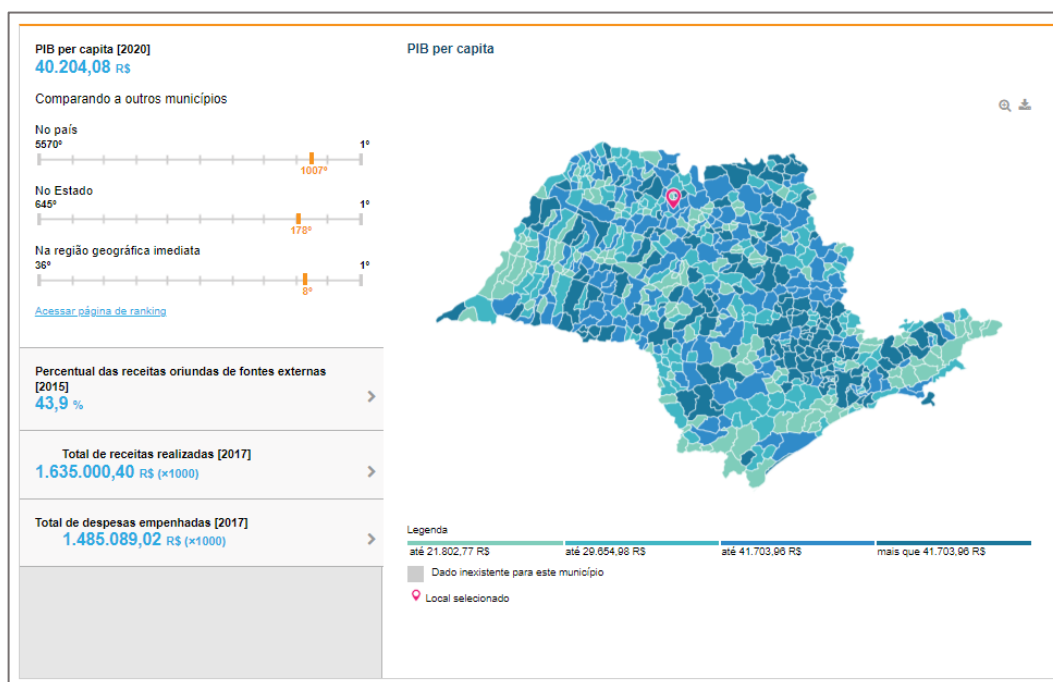 PIB per capita [2020]
40.204,08 R$
Comparando a outros municípios
No país
5570º 1º
1007º
No Estado
645º 1º
178º
Na região geográfica imediata
36º 1º
8º
Acessar página de ranking
Percentual das receitas oriundas de fontes externas
[2015]
43,9 %
Total de receitas realizadas [2017]
1.635.000,40 R$ (×1000)
Total de despesas empenhadas [2017]
1.485.089,02 R$ (×1000)
PIB per capita
Legenda
até 21.802,77 R$ até 29.654,98 R$ até 41.703,96 R$ mais que 41.703,96 R$
Dado inexistente para este município
Local selecionado